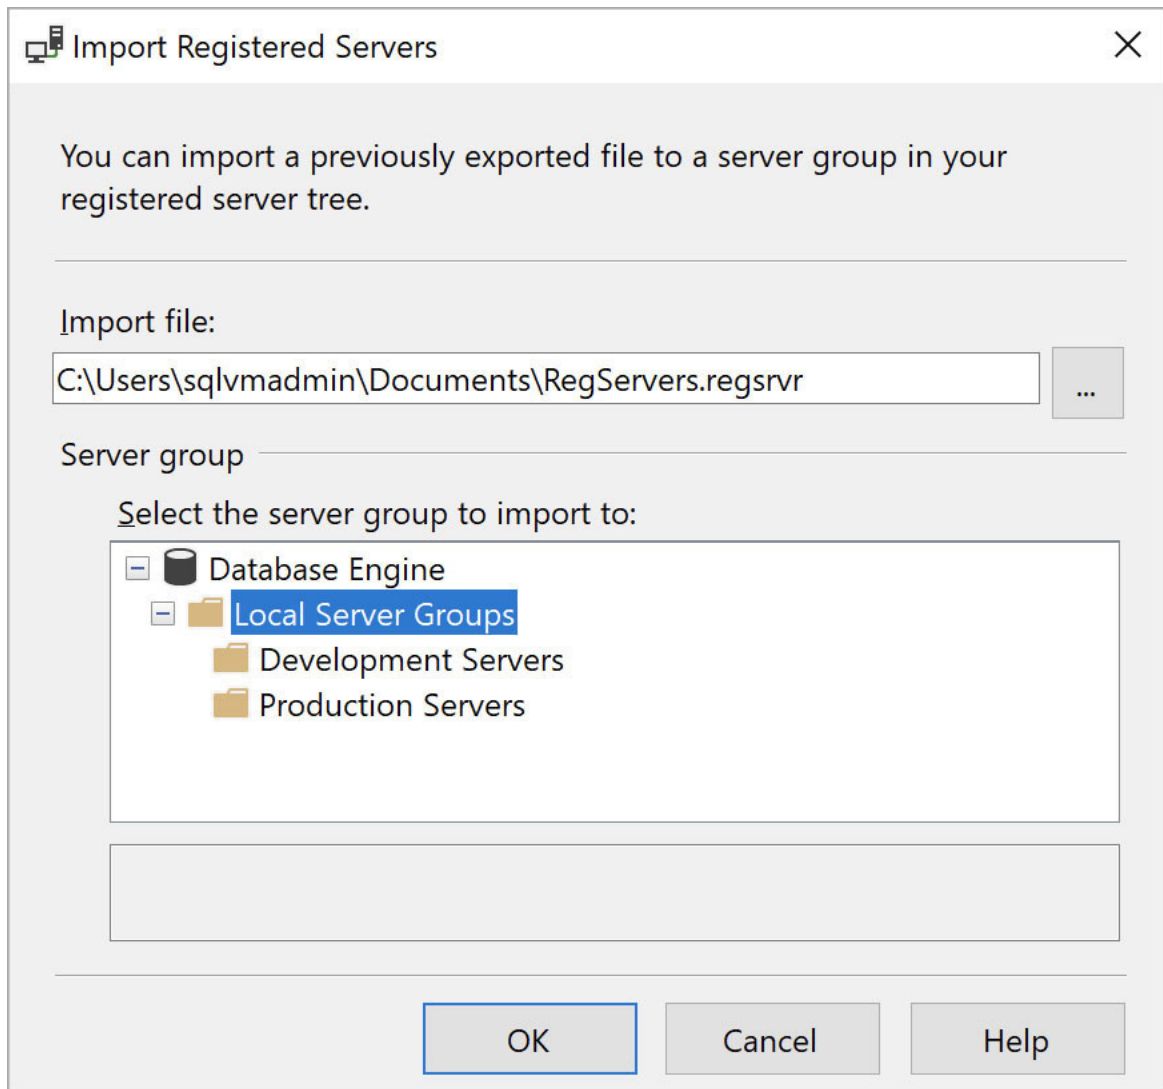 Import Registered Servers
You can import a previously exported file to a server group in your
registered server tree.
Import file:
C:\Users\sqlvmadmin\Documents\RegServers.regsrvr
...
Server group
Select the server group to import to:
Database Engine
Local Server Groups
Development Servers
Production Servers
OK
Cancel
Help